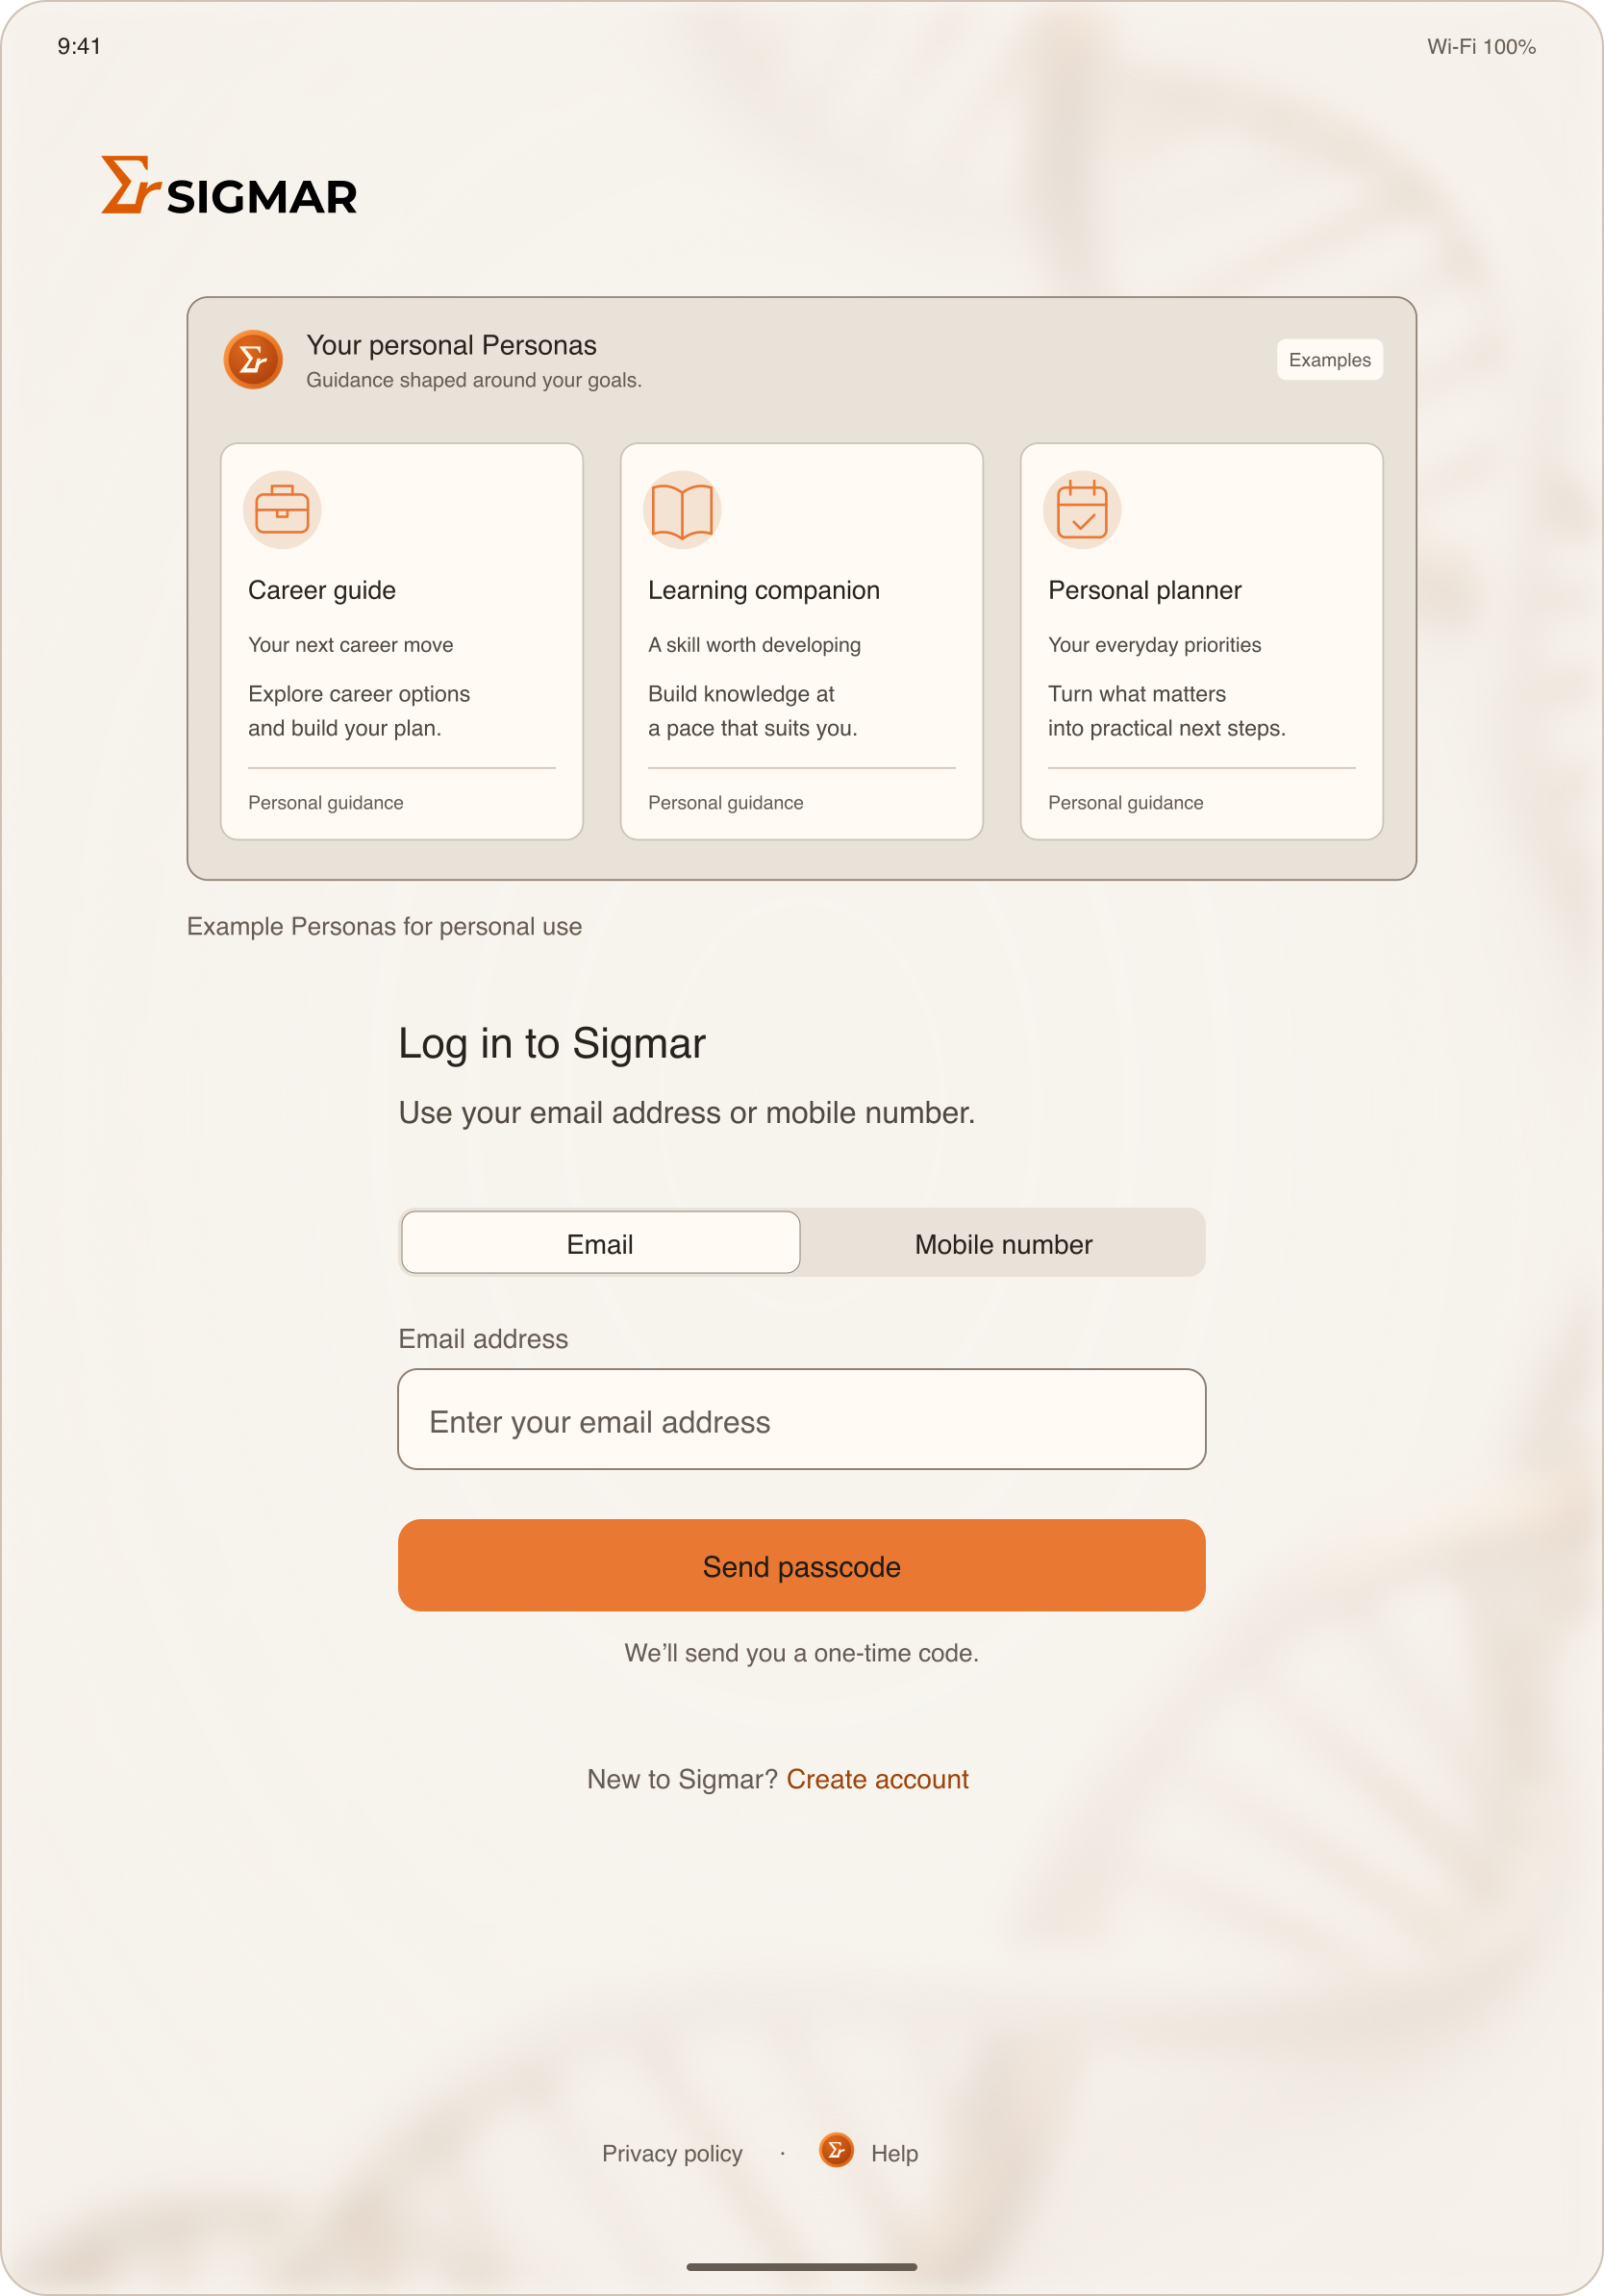 9:41
Wi-Fi 100%
Σr SIGMAR
Σr
Your personal Personas
Guidance shaped around your goals.
Examples
Career guide
Your next career move
Explore career options
and build your plan.
Personal guidance
Learning companion
A skill worth developing
Build knowledge at
a pace that suits you.
Personal guidance
Personal planner
Your everyday priorities
Turn what matters
into practical next steps.
Personal guidance
Example Personas for personal use
Log in to Sigmar
Use your email address or mobile number.
Email
Mobile number
Email address
Enter your email address
Send passcode
We’ll send you a one-time code.
New to Sigmar? Create account
Privacy policy · Σr Help